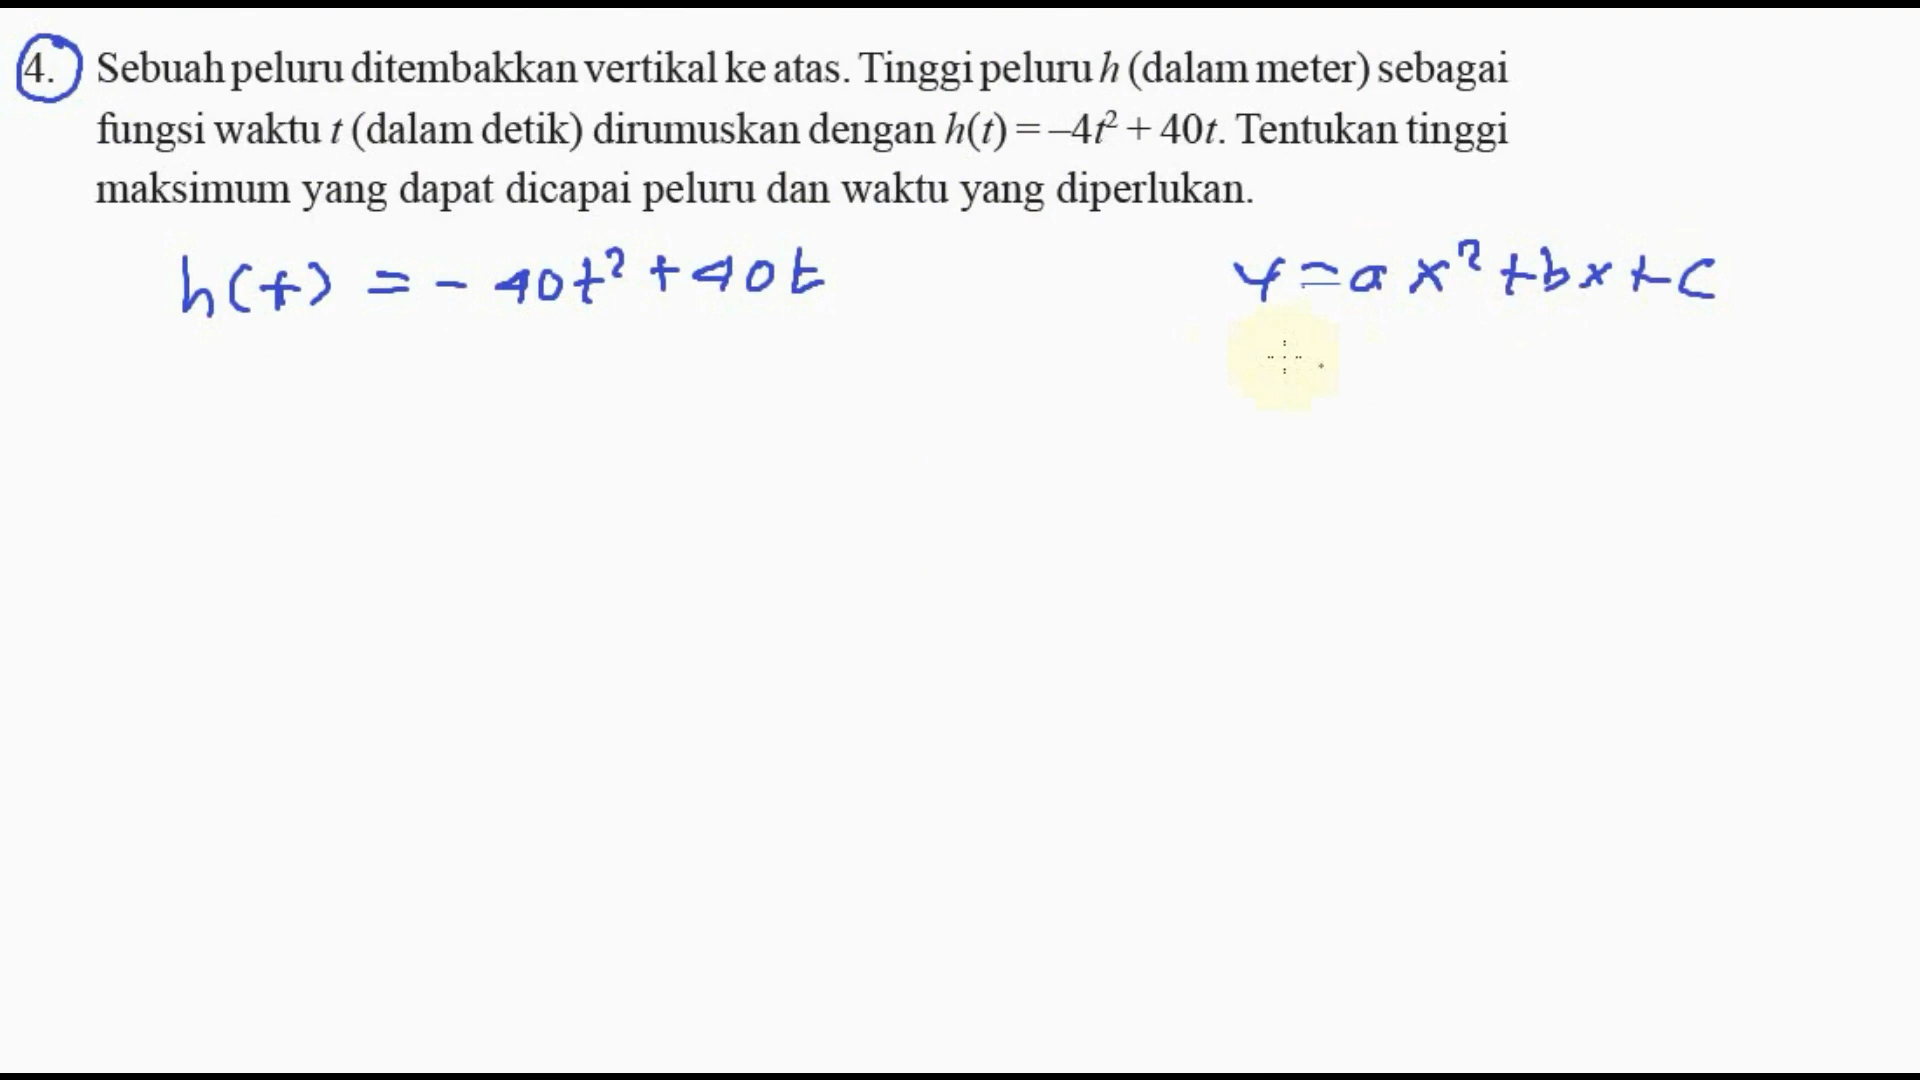 4. Sebuah peluru ditembakkan vertikal ke atas. Tinggi peluru h (dalam meter) sebagai
fungsi waktu t (dalam detik) dirumuskan dengan h(t) = –4t² + 40t. Tentukan tinggi
maksimum yang dapat dicapai peluru dan waktu yang diperlukan.
h(t) = - 40t² + 40t
y = ax² + bx + c